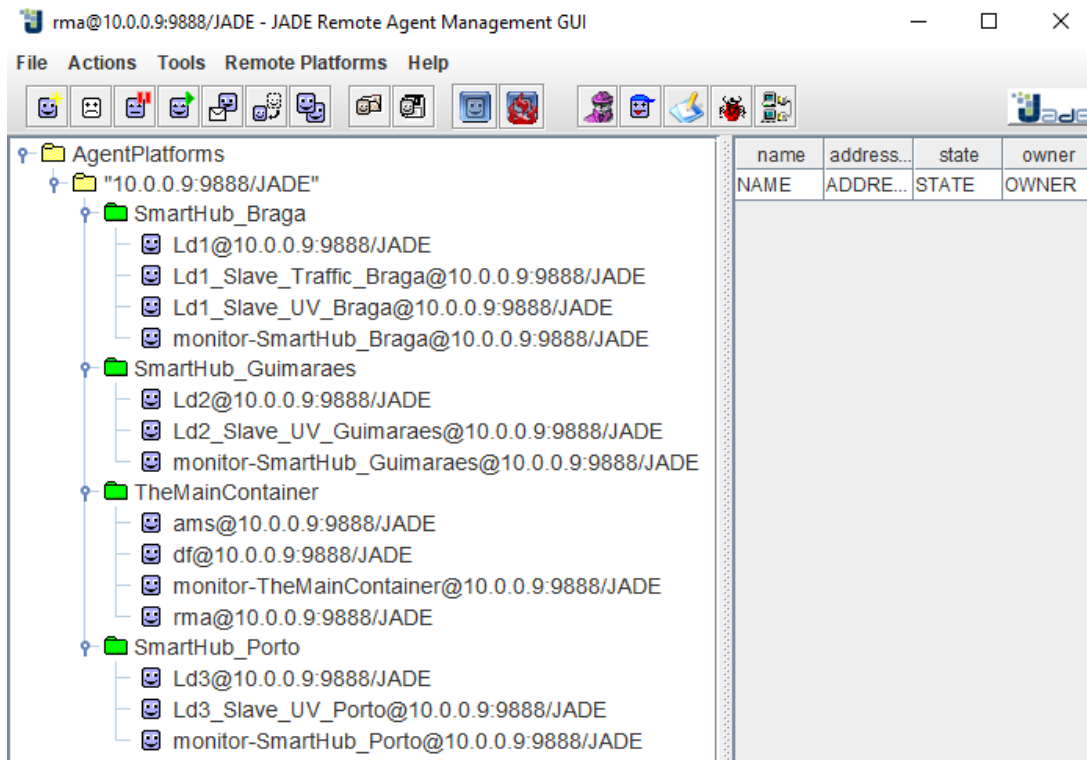 rma@10.0.0.9:9888/JADE - JADE Remote Agent Management GUI
File Actions Tools Remote Platforms Help
Jade
AgentPlatforms
"10.0.0.9:9888/JADE"
SmartHub_Braga
Ld1@10.0.0.9:9888/JADE
Ld1_Slave_Traffic_Braga@10.0.0.9:9888/JADE
Ld1_Slave_UV_Braga@10.0.0.9:9888/JADE
monitor-SmartHub_Braga@10.0.0.9:9888/JADE
SmartHub_Guimaraes
Ld2@10.0.0.9:9888/JADE
Ld2_Slave_UV_Guimaraes@10.0.0.9:9888/JADE
monitor-SmartHub_Guimaraes@10.0.0.9:9888/JADE
TheMainContainer
ams@10.0.0.9:9888/JADE
df@10.0.0.9:9888/JADE
monitor-TheMainContainer@10.0.0.9:9888/JADE
rma@10.0.0.9:9888/JADE
SmartHub_Porto
Ld3@10.0.0.9:9888/JADE
Ld3_Slave_UV_Porto@10.0.0.9:9888/JADE
monitor-SmartHub_Porto@10.0.0.9:9888/JADE
name address... state owner
NAME ADDRE... STATE OWNER